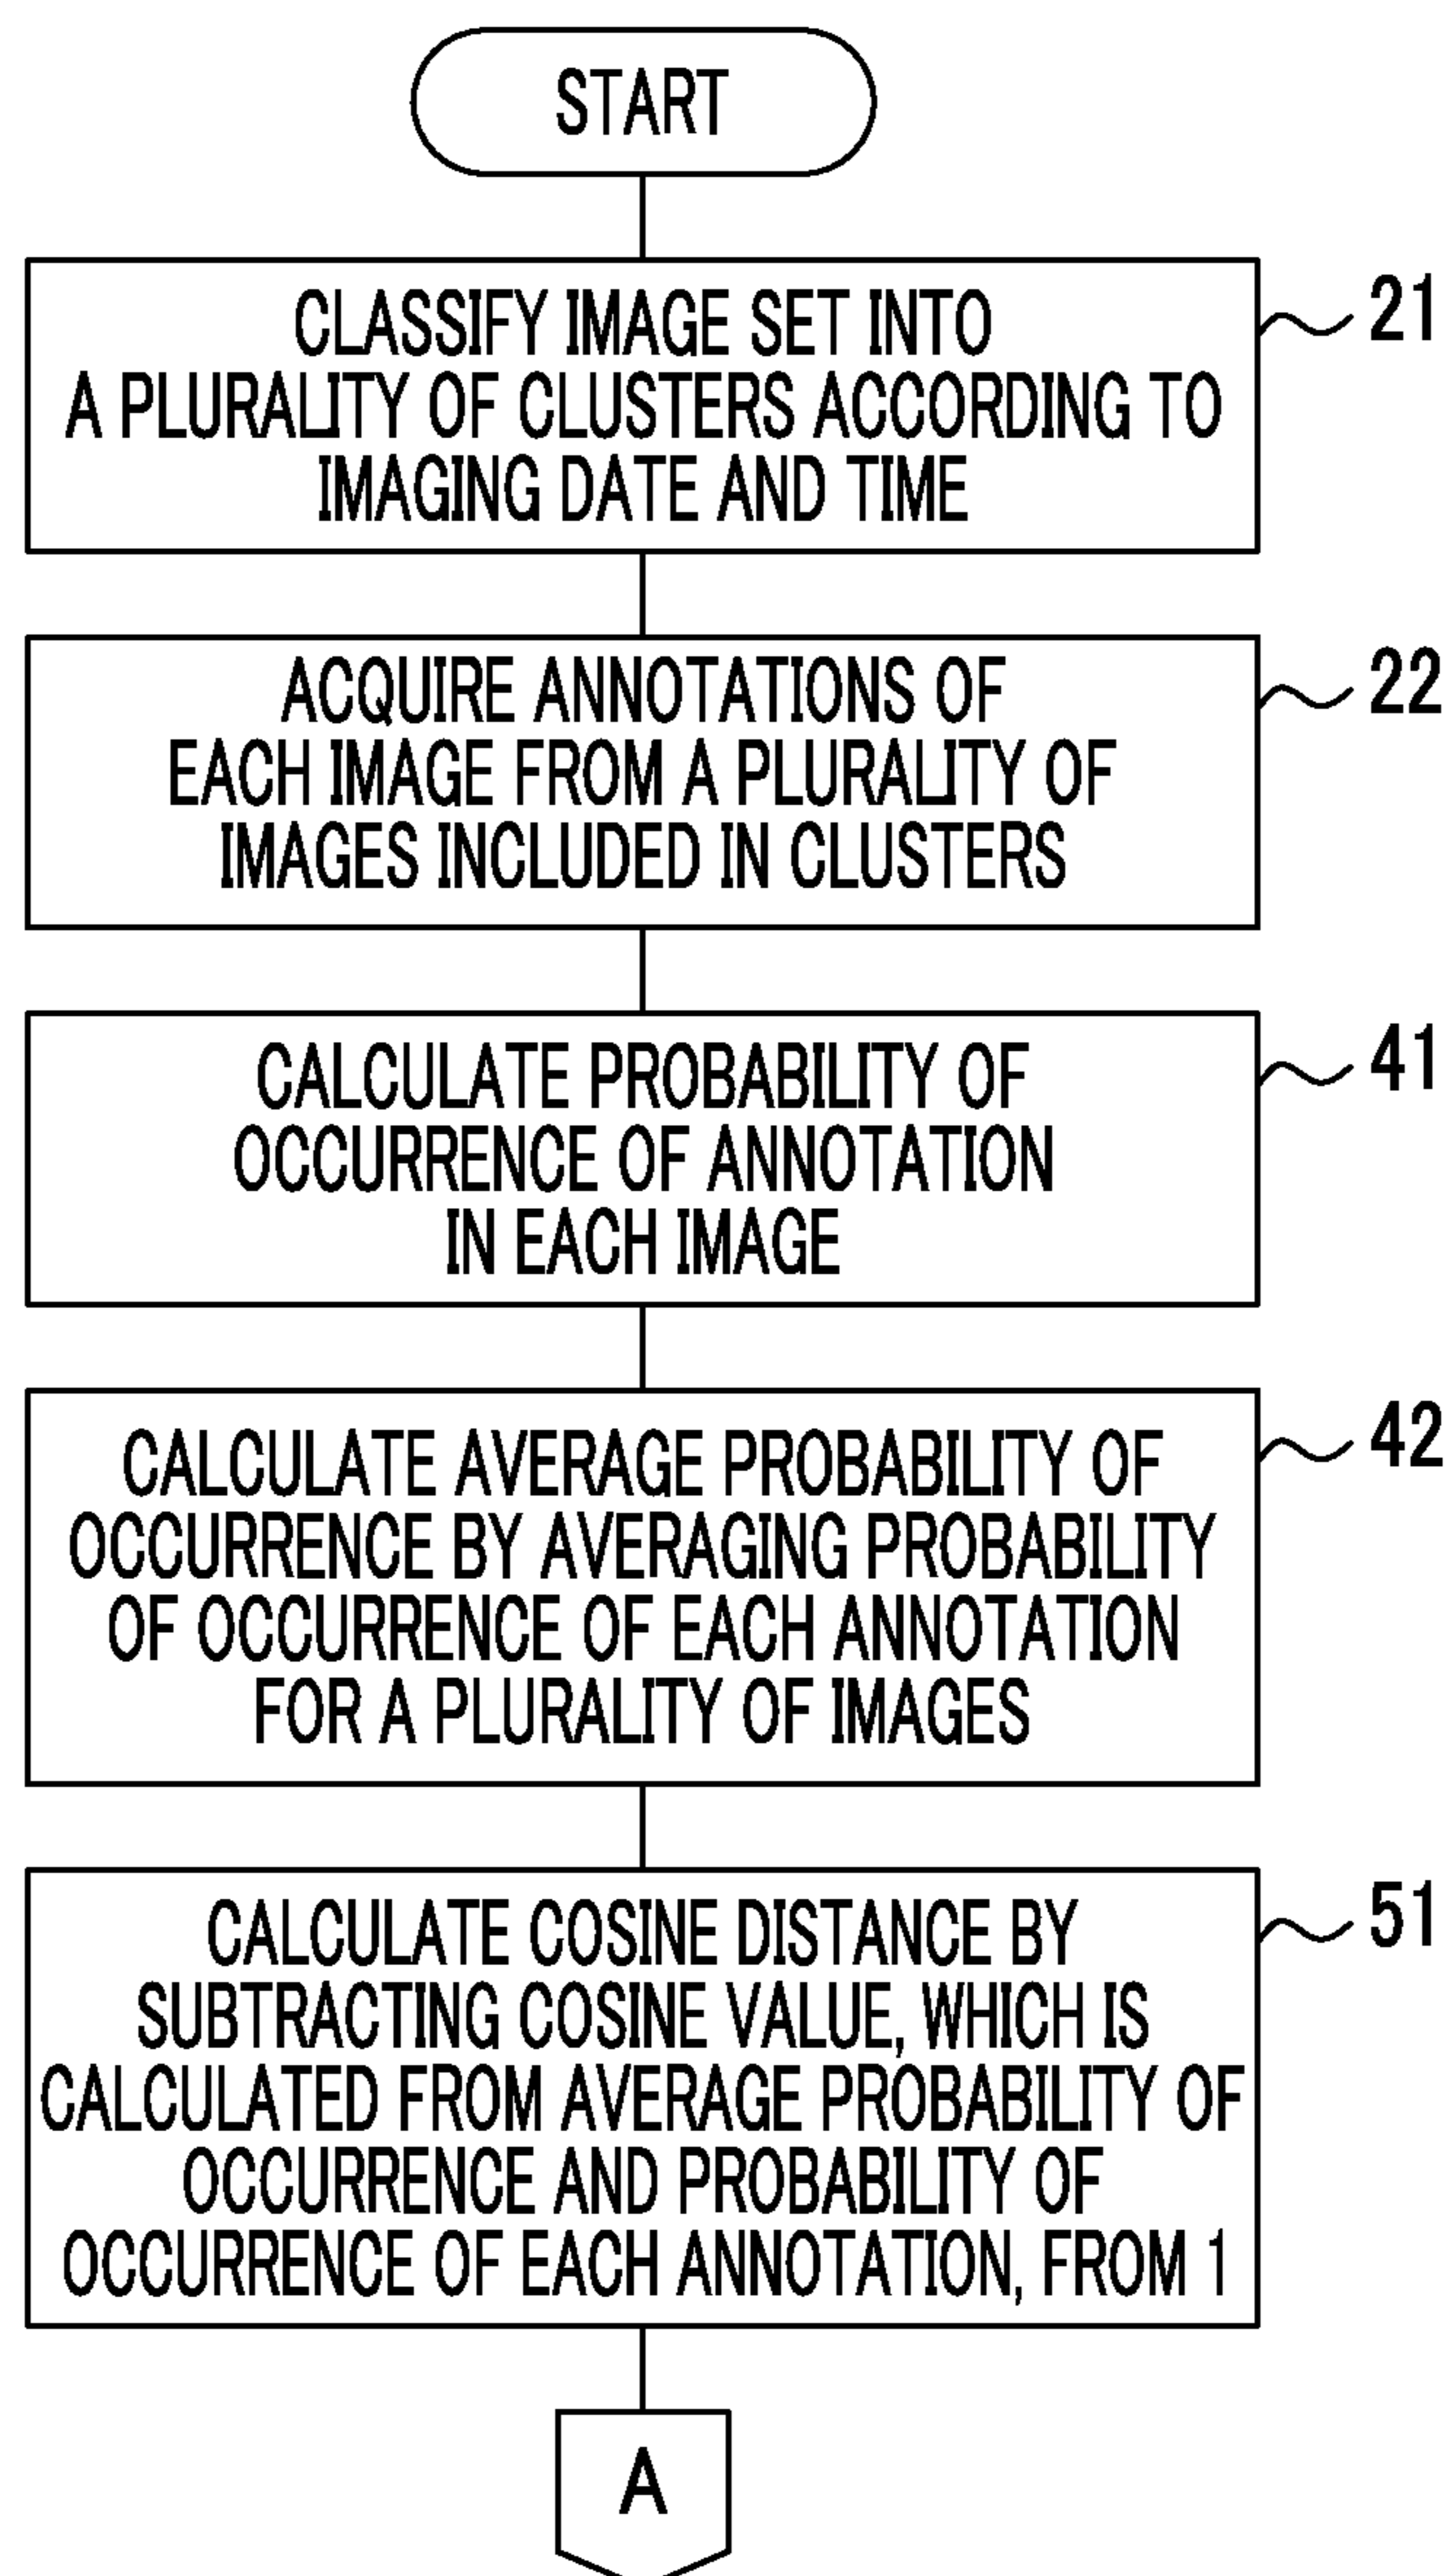 START
CLASSIFY IMAGE SET INTO
A PLURALITY OF CLUSTERS ACCORDING TO
IMAGING DATE AND TIME
21
ACQUIRE ANNOTATIONS OF
EACH IMAGE FROM A PLURALITY OF
IMAGES INCLUDED IN CLUSTERS
22
CALCULATE PROBABILITY OF
OCCURRENCE OF ANNOTATION
IN EACH IMAGE
41
CALCULATE AVERAGE PROBABILITY OF
OCCURRENCE BY AVERAGING PROBABILITY
OF OCCURRENCE OF EACH ANNOTATION
FOR A PLURALITY OF IMAGES
42
CALCULATE COSINE DISTANCE BY
SUBTRACTING COSINE VALUE, WHICH IS
CALCULATED FROM AVERAGE PROBABILITY OF
OCCURRENCE AND PROBABILITY OF
OCCURRENCE OF EACH ANNOTATION, FROM 1
51
A